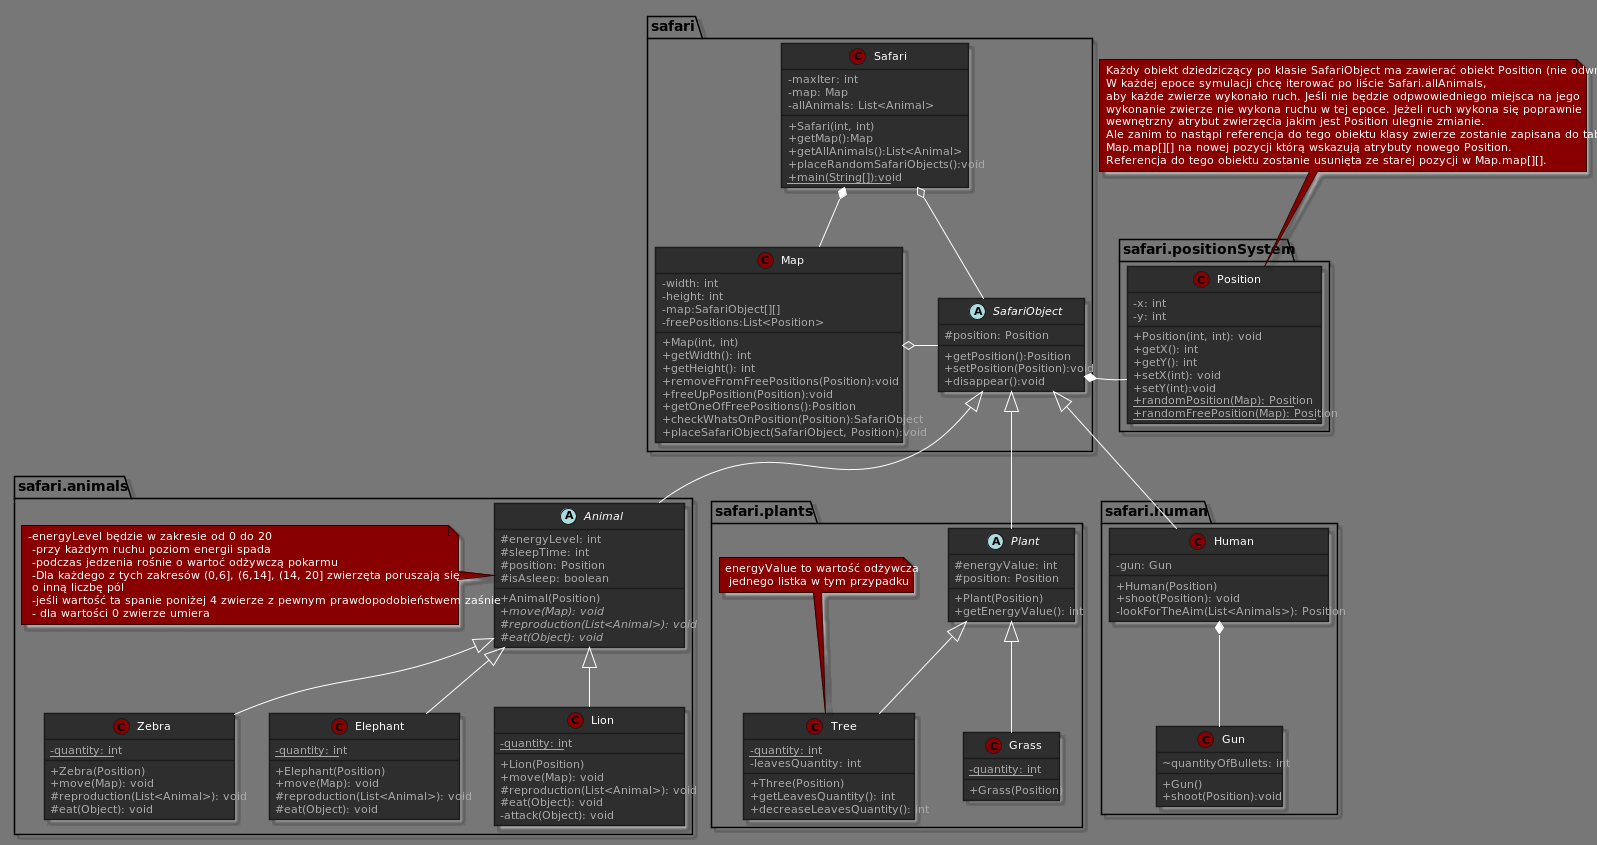 safari
C Safari
-maxIter: int
-map: Map
-allAnimals: List<Animal>
+Safari(int, int)
+getMap():Map
+getAllAnimals():List<Animal>
+placeRandomSafariObjects():void
+main(String[]):void
Każdy obiekt dziedziczący po klasie SafariObject ma zawierać obiekt Position (nie
W każdej epoce symulacji chcę iterować po liście Safari.allAnimals,
aby każde zwierze wykonało ruch. Jeśli nie będzie odpwowiedniego miejsca na jego
wykonanie zwierze nie wykona ruchu w tej epoce. Jeżeli ruch wykona się poprawnie
wewnętrzny atrybut zwierzęcia jakim jest Position ulegnie zmianie.
Ale zanim to nastąpi referencja do tego obiektu klasy zwierze zostanie zapisana do
Map.map[][] na nowej pozycji którą wskazują atrybuty nowego Position.
Referencja do tego obiektu zostanie usunięta ze starej pozycji w Map.map[][].
C Map
-width: int
-height: int
-map:SafariObject[][]
-freePositions:List<Position>
+Map(int, int)
+getWidth(): int
+getHeight(): int
+removeFromFreePositions(Position):void
+freeUpPosition(Position):void
+getOneOfFreePositions():Position
+checkWhatsOnPosition(Position):SafariObject
+placeSafariObject(SafariObject, Position):void
A SafariObject
#position: Position
+getPosition():Position
+setPosition(Position):void
+disappear():void
safari.positionSystem
C Position
-x: int
-y: int
+Position(int, int): void
+getX(): int
+getY(): int
+setX(int): void
+setY(int):void
+randomPosition(Map): Position
+randomFreePosition(Map): Position
safari.animals
-energyLevel będzie w zakresie od 0 do 20
-przy każdym ruchu poziom energii spada
-podczas jedzenia rośnie o wartość odżywczą pokarmu
-Dla każdego z tych zakresów (0,6], (6,14], (14, 20] zwierzęta poruszają się
o inną liczbę pól
-jeśli wartość ta spanie poniżej 4 zwierze z pewnym prawdopodobieństwem zaśnie
- dla wartości 0 zwierze umiera
A Animal
#energyLevel: int
#sleepTime: int
#position: Position
#isAsleep: boolean
+Animal(Position)
+move(Map): void
#reproduction(List<Animal>): void
#eat(Object): void
C Zebra
-quantity: int
+Zebra(Position)
+move(Map): void
#reproduction(List<Animal>): void
#eat(Object): void
C Elephant
-quantity: int
+Elephant(Position)
+move(Map): void
#reproduction(List<Animal>): void
#eat(Object): void
C Lion
-quantity: int
+Lion(Position)
+move(Map): void
#reproduction(List<Animal>): void
#eat(Object): void
-attack(Object): void
safari.plants
energyValue to wartość odżywcza
jednego listka w tym przypadku
A Plant
#energyValue: int
#position: Position
+Plant(Position)
+getEnergyValue(): int
C Tree
-quantity: int
-leavesQuantity: int
+Three(Position)
+getLeavesQuantity(): int
+decreaseLeavesQuantity(): int
C Grass
-quantity: int
+Grass(Position)
safari.human
C Human
-gun: Gun
+Human(Position)
+shoot(Position): void
-lookForTheAim(List<Animals>): Position
C Gun
~quantityOfBullets: int
+Gun()
+shoot(Position):void